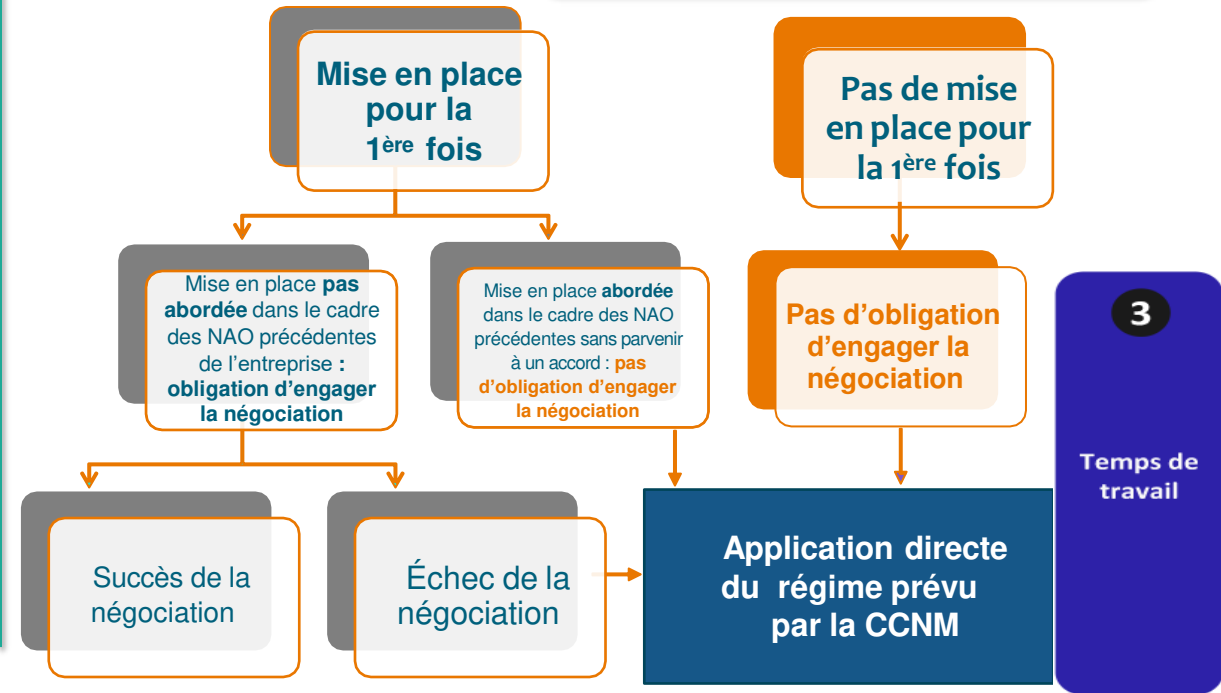 Mise en place
pour la
1ère fois
Pas de mise
en place pour
la 1ère fois
Mise en place pas
abordée dans le cadre
des NAO précédentes
de l’entreprise :
obligation d’engager
la négociation
Mise en place abordée
dans le cadre des NAO
précédentes sans parvenir
à un accord : pas
d’obligation d’engager
la négociation
Pas d’obligation
d’engager la
négociation
3
Temps de
travail
Succès de la
négociation
Échec de la
négociation
Application directe
du régime prévu
par la CCNM